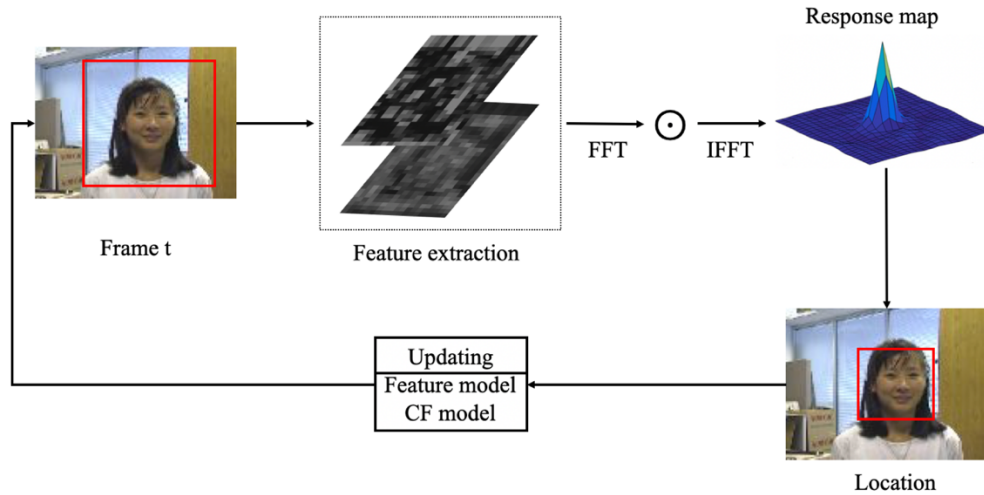 Response map
Frame t
Feature extraction
FFT
IFFT
Updating
Feature model
CF model
Location